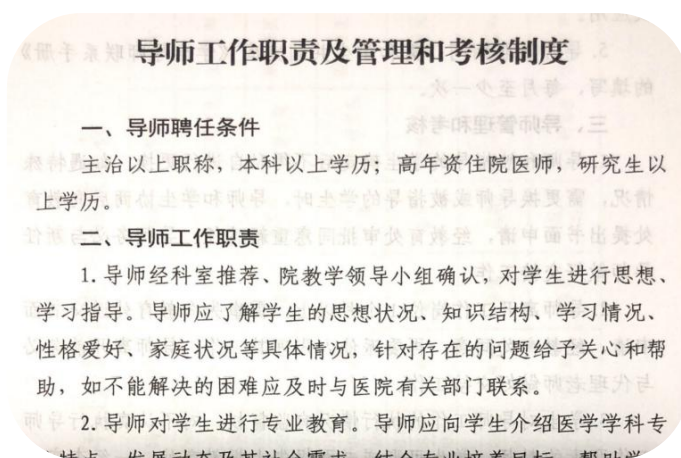 导师工作职责及管理和考核制度
一、导师聘任条件
主治以上职称，本科以上学历；高年资住院医师，研究生以
上学历。
二、导师工作职责
1.导师经科室推荐、院教学领导小组确认，对学生进行思想、
学习指导。导师应了解学生的思想状况、知识结构、学习情况、
性格爱好、家庭状况等具体情况，针对存在的问题给予关心和帮
助，如不能解决的困难应及时与医院有关部门联系。
2.导师对学生进行专业教育。导师应向学生介绍医学学科专